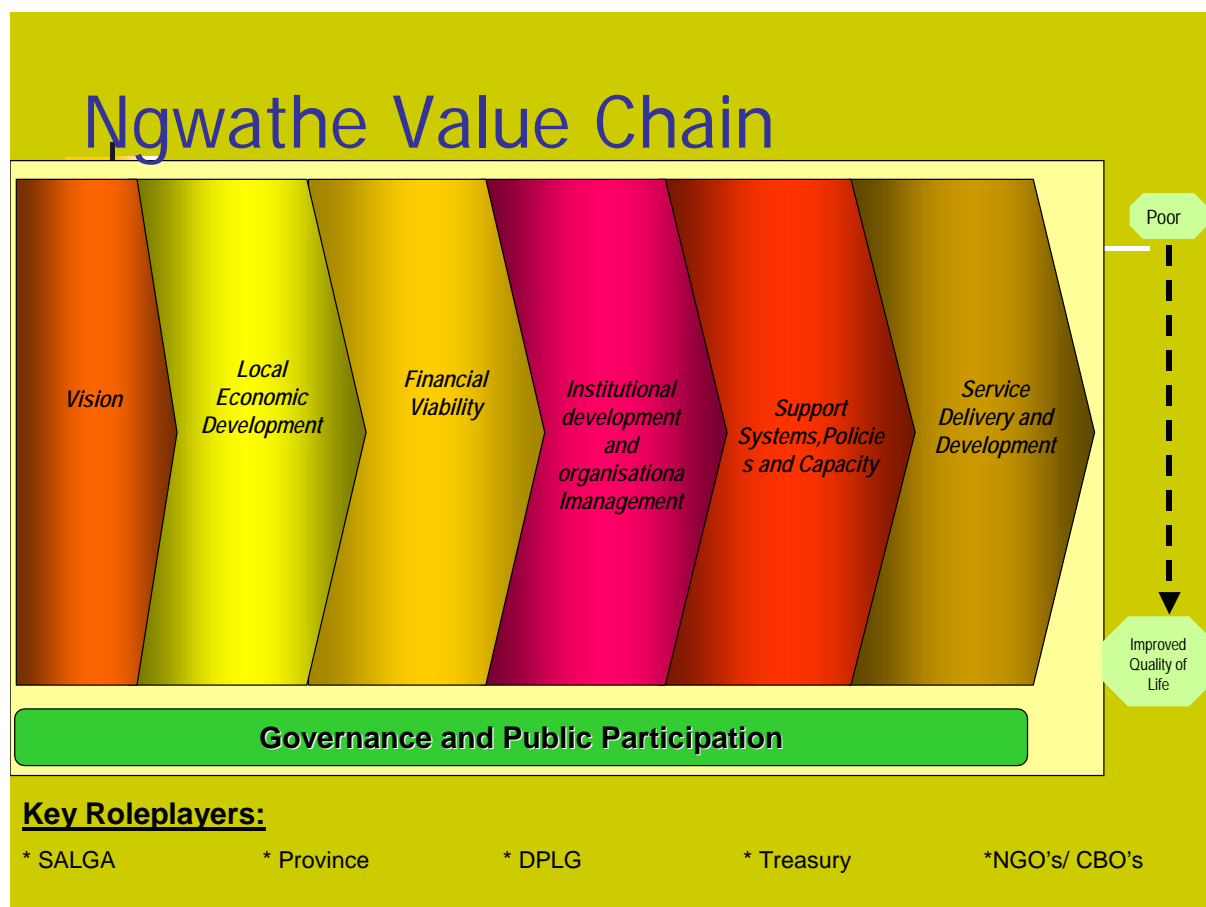 Ngwathe Value Chain
Poor
Vision
Local
Economic
Development
Financial
Viability
Institutional
development
and
organisationa
lmanagement
Support
Systems,Policie
s and Capacity
Service
Delivery and
Development
Improved
Quality of
Life
Governance and Public Participation
Key Roleplayers:
* SALGA * Province * DPLG * Treasury *NGO's/ CBO's